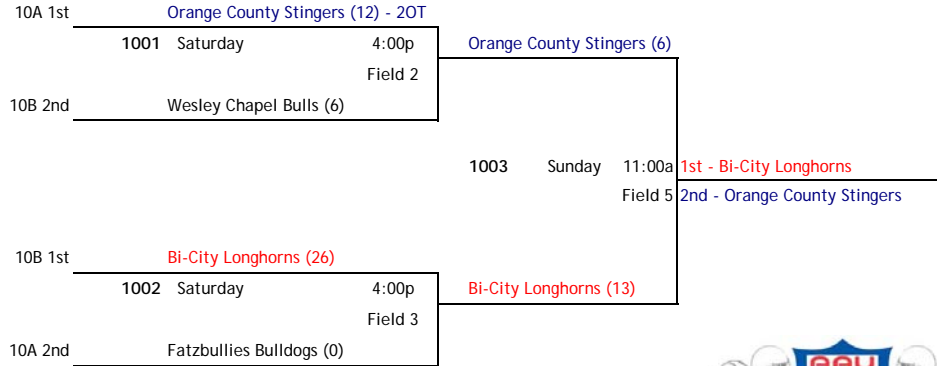 10A 1st Orange County Stingers (12) - 2OT
1001 Saturday 4:00p Orange County Stingers (6)
Field 2
10B 2nd Wesley Chapel Bulls (6)
1003 Sunday 11:00a 1st - Bi-City Longhorns
Field 5 2nd - Orange County Stingers
10B 1st Bi-City Longhorns (26)
1002 Saturday 4:00p Bi-City Longhorns (13)
Field 3
10A 2nd Fatzbullies Bulldogs (0)